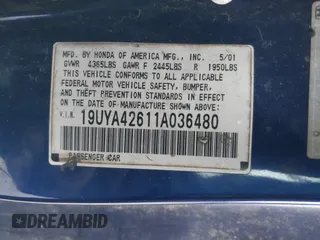 MFD. BY HONDA OF AMERICA MFG., INC. 5/01
GVWR 4365LBS GAWR F 2445LBS R 1950LBS
THIS VEHICLE CONFORMS TO ALL APPLICABLE
FEDERAL MOTOR VEHICLE SAFETY, BUMPER,
AND THEFT PREVENTION STANDARDS IN EFFECT
ON THE DATE OF MANUFACTURE SHOWN ABOVE.
V.I.N. 19UYA42611A036480
PASSENGER CAR
DREAMBID